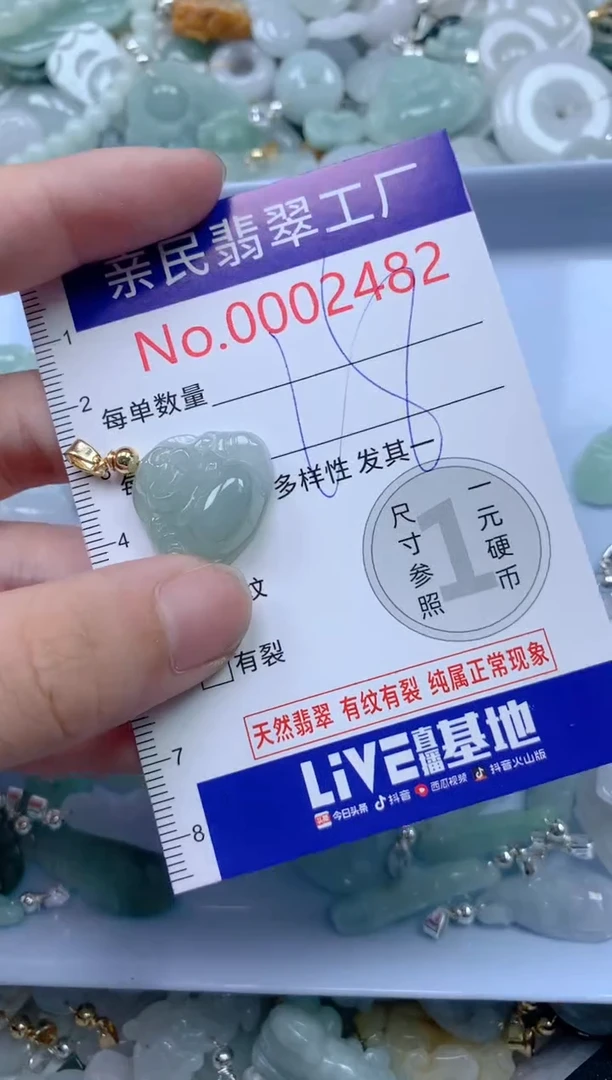 亲民翡翠工厂
No.0002482
每单数量
多样性 发其一
纹
有裂
尺寸参照
1
一元硬币
天然翡翠 有纹有裂 纯属正常现象
LiVE直播基地
今日头条 抖音 西瓜视频 抖音火山版
1
2
3
4
7
8